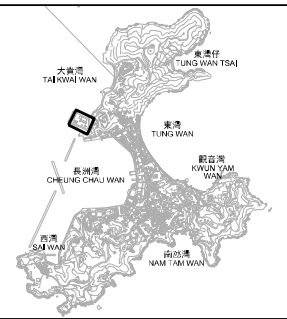 東灣仔
TUNG WAN TSAI
大貴灣
TAI KWAI WAN
東灣
TUNG WAN
觀音灣
KWUN YAM
WAN
長洲灣
CHEUNG CHAU WAN
西灣
SAI WAN
南氹灣
NAM TAM WAN